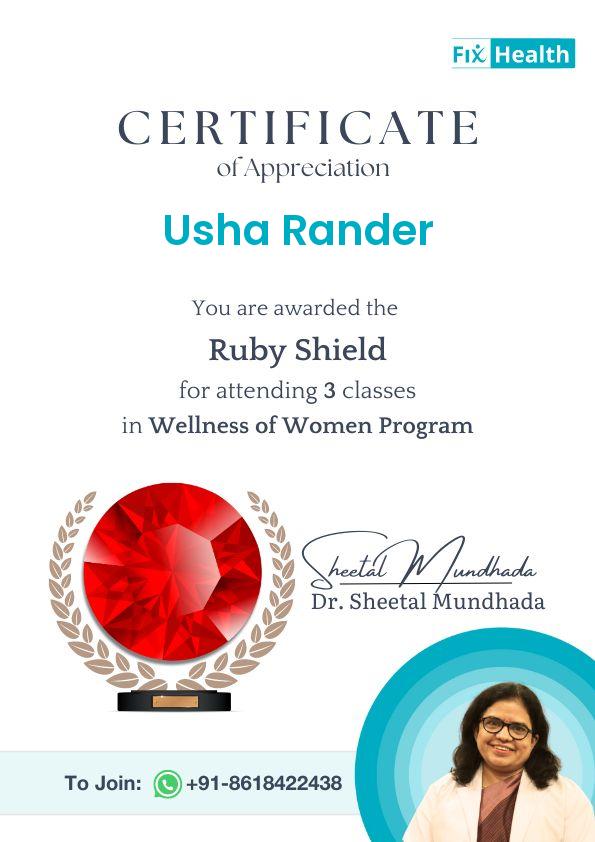 Fix Health
CERTIFICATE
of Appreciation
Usha Rander
You are awarded the
Ruby Shield
for attending 3 classes
in Wellness of Women Program
Sheetal Mundhada
Dr. Sheetal Mundhada
To Join: +91-8618422438